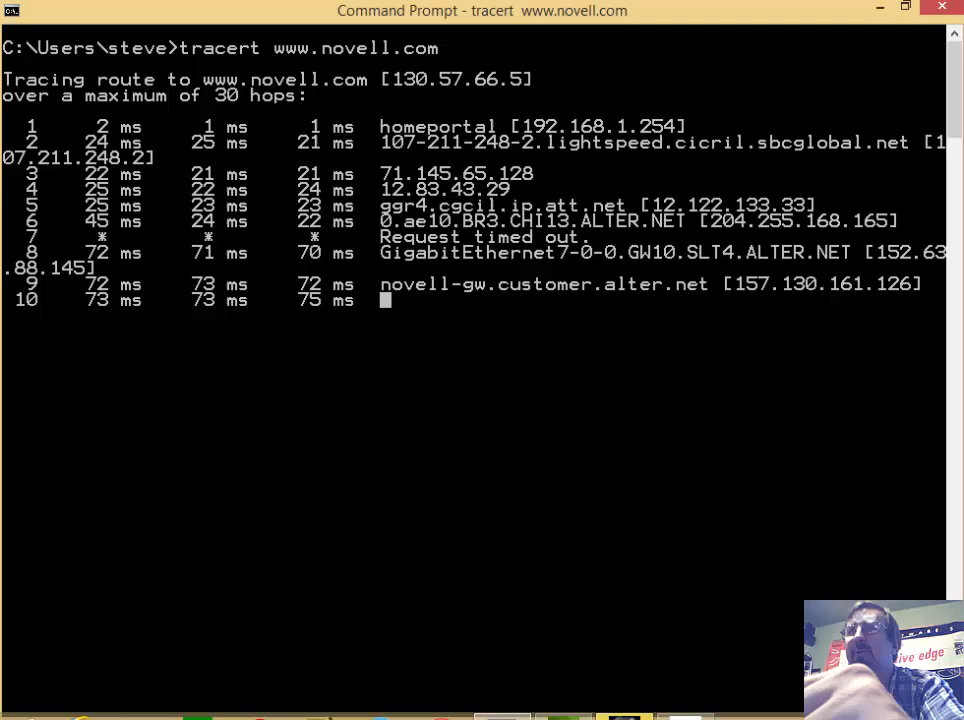 Command Prompt - tracert  www.novell.com
C:\Users\steve>tracert www.novell.com
Tracing route to www.novell.com [130.57.66.5]
over a maximum of 30 hops:
1 2 ms 1 ms 1 ms homeportal [192.168.1.254]
2 24 ms 25 ms 21 ms 107-211-248-2.lightspeed.cicril.sbcglobal.net [1
07.211.248.2]
3 22 ms 21 ms 21 ms 71.145.65.128
4 25 ms 22 ms 24 ms 12.83.43.29
5 25 ms 23 ms 23 ms ggr4.cgcil.ip.att.net [12.122.133.33]
6 45 ms 24 ms 22 ms 0.ae10.BR3.CHI13.ALTER.NET [204.255.168.165]
7 * * * Request timed out.
8 72 ms 71 ms 70 ms GigabitEthernet7-0-0.GW10.SLT4.ALTER.NET [152.63
.88.145]
9 72 ms 73 ms 72 ms novell-gw.customer.alter.net [157.130.161.126]
10 73 ms 73 ms 75 ms
edge